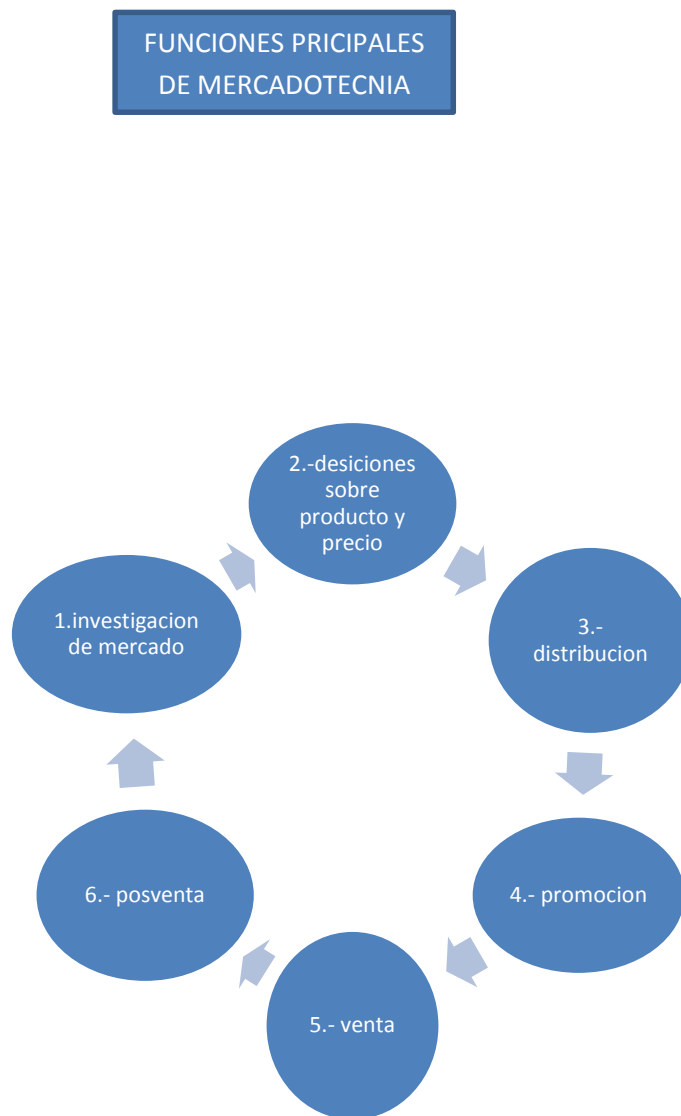 FUNCIONES PRICIPALES
DE MERCADOTECNIA
2.-desiciones
sobre
producto y
precio
1.investigacion
de mercado
3.-
distribucion
6.- posventa
4.- promocion
5.- venta